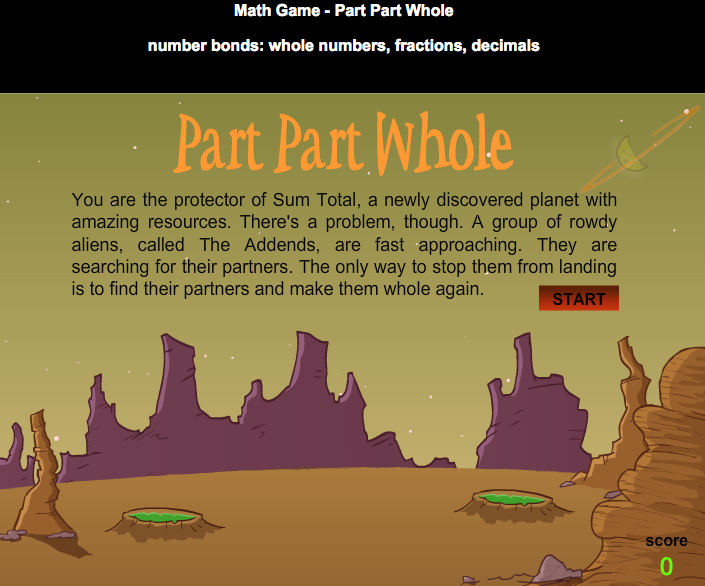 Math Game - Part Part Whole
number bonds: whole numbers, fractions, decimals
Part Part Whole
You are the protector of Sum Total, a newly discovered planet with
amazing resources. There's a problem, though. A group of rowdy
aliens, called The Addends, are fast approaching. They are
searching for their partners. The only way to stop them from landing
is to find their partners and make them whole again.
START
score
0